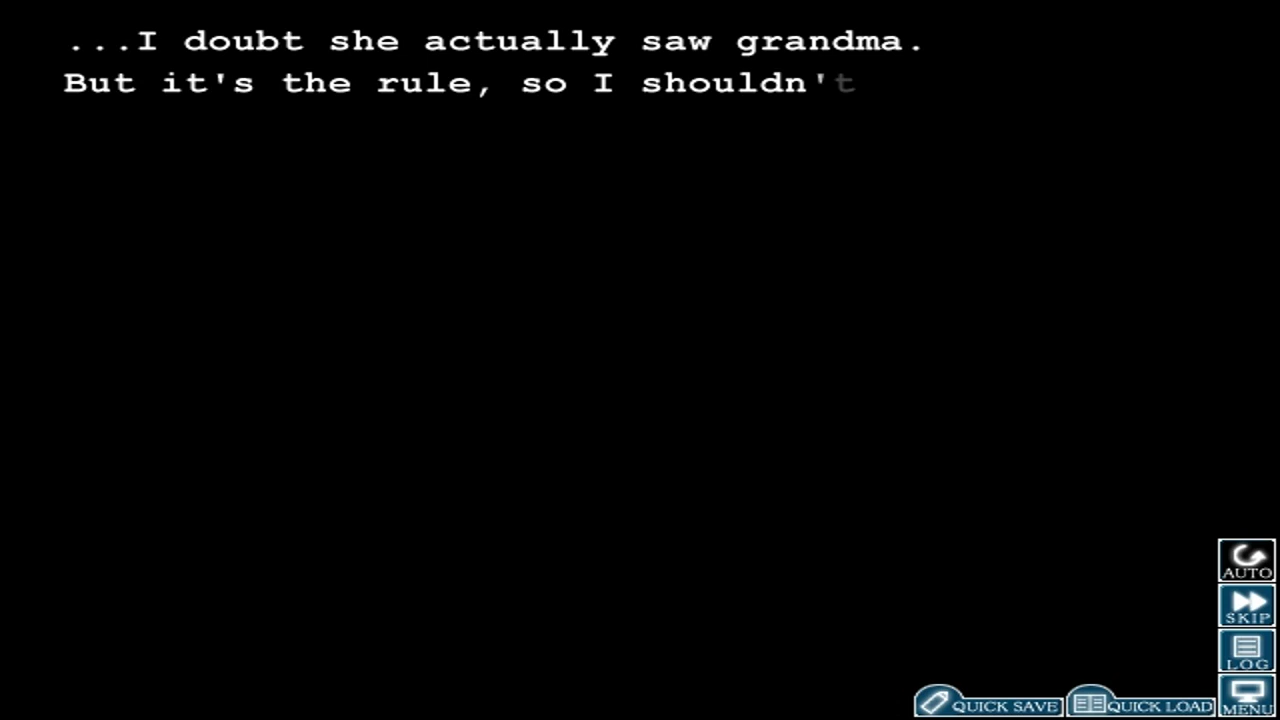 ...I doubt she actually saw grandma.
But it's the rule, so I shouldn't
AUTO
SKIP
LOG
QUICK SAVE
QUICK LOAD
MENU